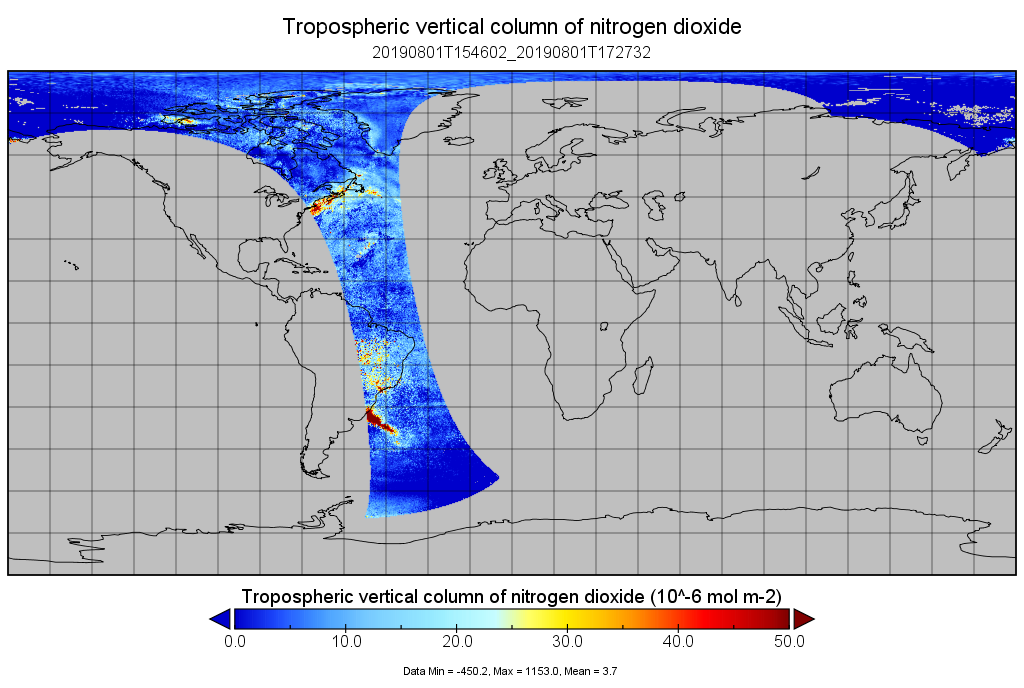 Tropospheric vertical column of nitrogen dioxide
20190801T154602_20190801T172732
Tropospheric vertical column of nitrogen dioxide (10^-6 mol m-2)
0.0 10.0 20.0 30.0 40.0 50.0
Data Min = -450.2, Max = 1153.0, Mean = 3.7